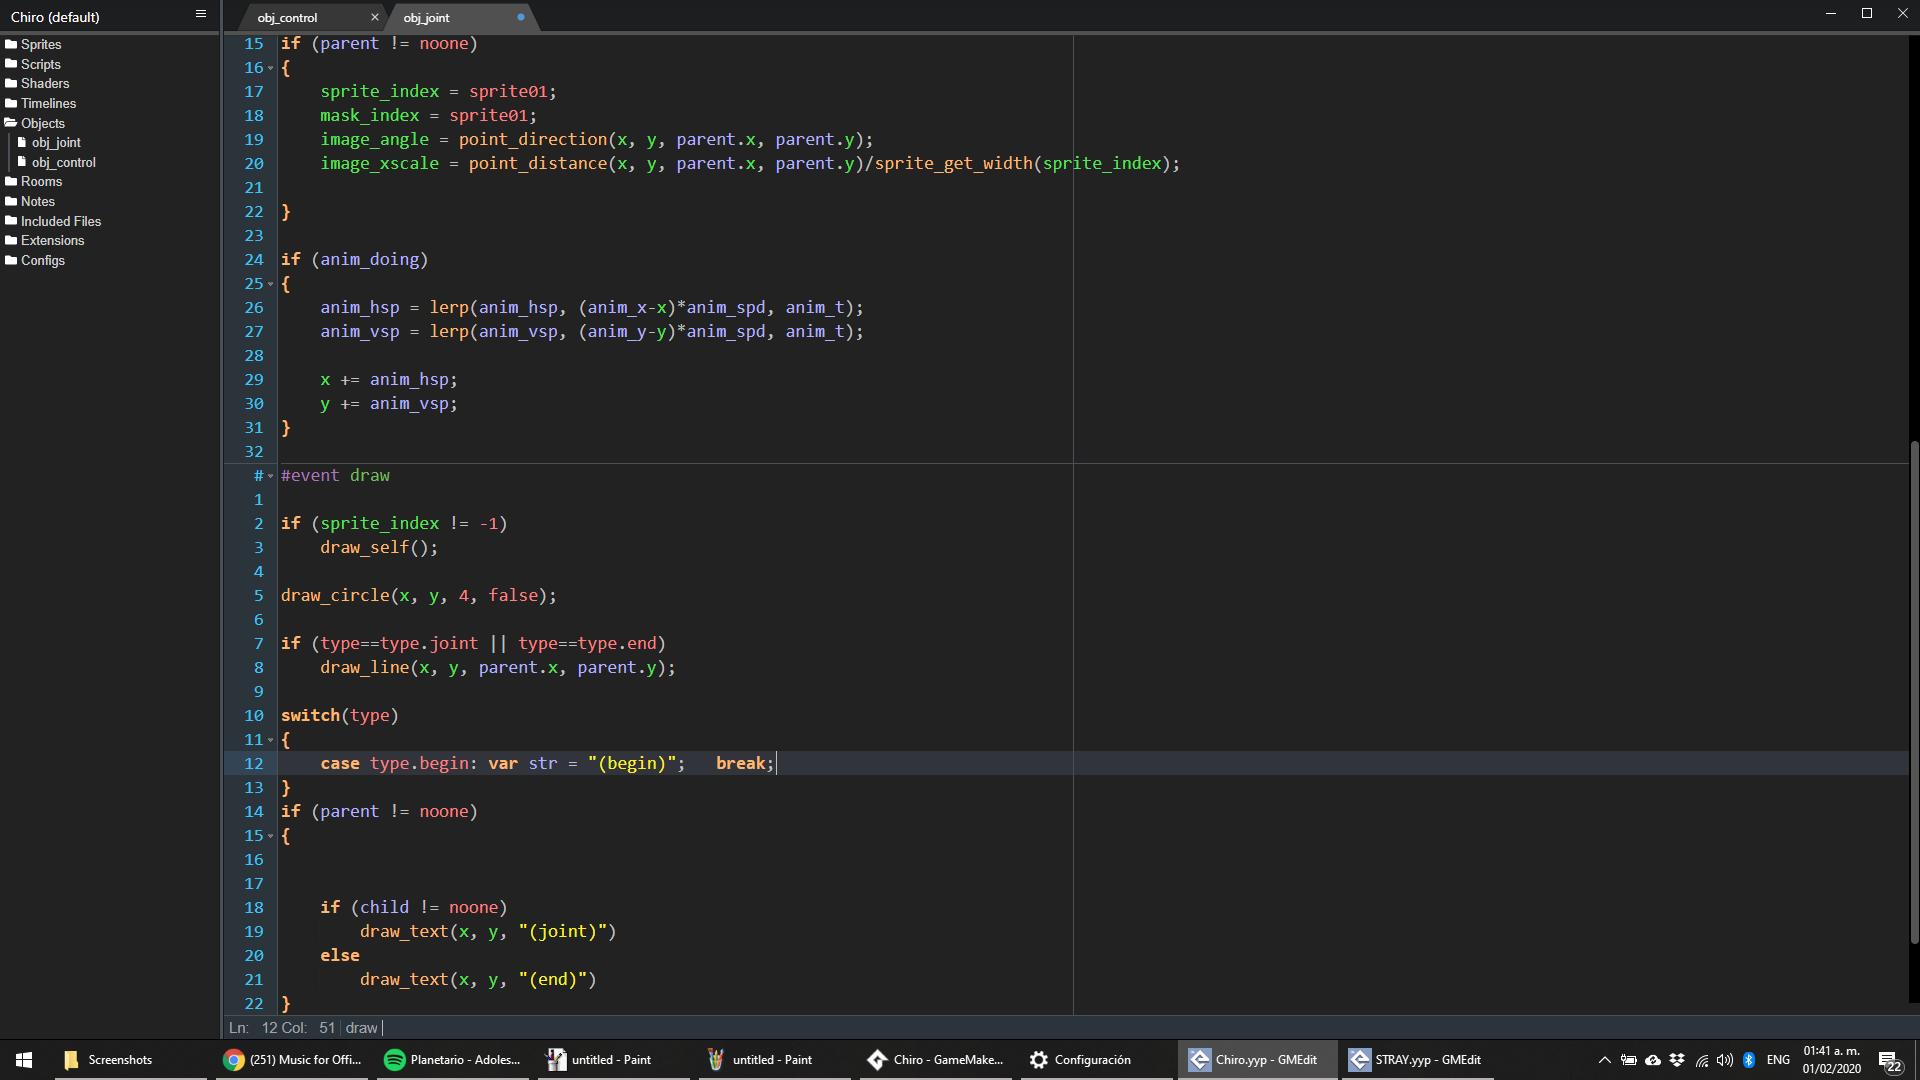 Chiro (default)
obj_control
obj_joint
Sprites
Scripts
Shaders
Timelines
Objects
obj_joint
obj_control
Rooms
Notes
Included Files
Extensions
Configs
15 if (parent != noone)
16 {
17 sprite_index = sprite01;
18 mask_index = sprite01;
19 image_angle = point_direction(x, y, parent.x, parent.y);
20 image_xscale = point_distance(x, y, parent.x, parent.y)/sprite_get_width(sprite_index);
21
22 }
23
24 if (anim_doing)
25 {
26 anim_hsp = lerp(anim_hsp, (anim_x-x)*anim_spd, anim_t);
27 anim_vsp = lerp(anim_vsp, (anim_y-y)*anim_spd, anim_t);
28
29 x += anim_hsp;
30 y += anim_vsp;
31 }
32
# #event draw
1
2 if (sprite_index != -1)
3 draw_self();
4
5 draw_circle(x, y, 4, false);
6
7 if (type==type.joint || type==type.end)
8 draw_line(x, y, parent.x, parent.y);
9
10 switch(type)
11 {
12 case type.begin: var str = "(begin)"; break;
13 }
14 if (parent != noone)
15 {
16
17
18 if (child != noone)
19 draw_text(x, y, "(joint)")
20 else
21 draw_text(x, y, "(end)")
22 }
Ln: 12 Col: 51 draw
Screenshots
(251) Music for Offi...
Planetario - Adoles...
untitled - Paint
untitled - Paint
Chiro - GameMake...
Configuración
Chiro.yyp - GMEdit
STRAY.yyp - GMEdit
ENG
01:41 a. m.
01/02/2020
22